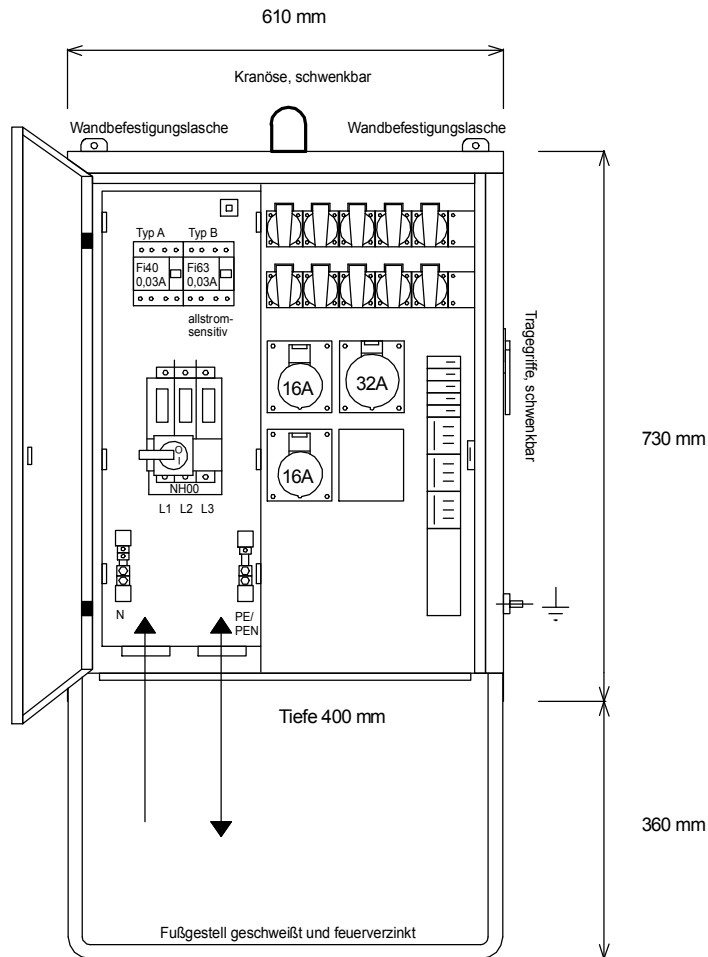 610 mm
Kranöse, schwenkbar
Wandbefestigungslasche
Wandbefestigungslasche
Typ A
Typ B
Fi40
0,03A
Fi63
0,03A
allstrom-
sensitiv
16A
32A
Tragegriffe, schwenkbar
730 mm
O
I
16A
NH00
L1 L2 L3
N
PE/
PEN
Tiefe 400 mm
360 mm
Fußgestell geschweißt und feuerverzinkt